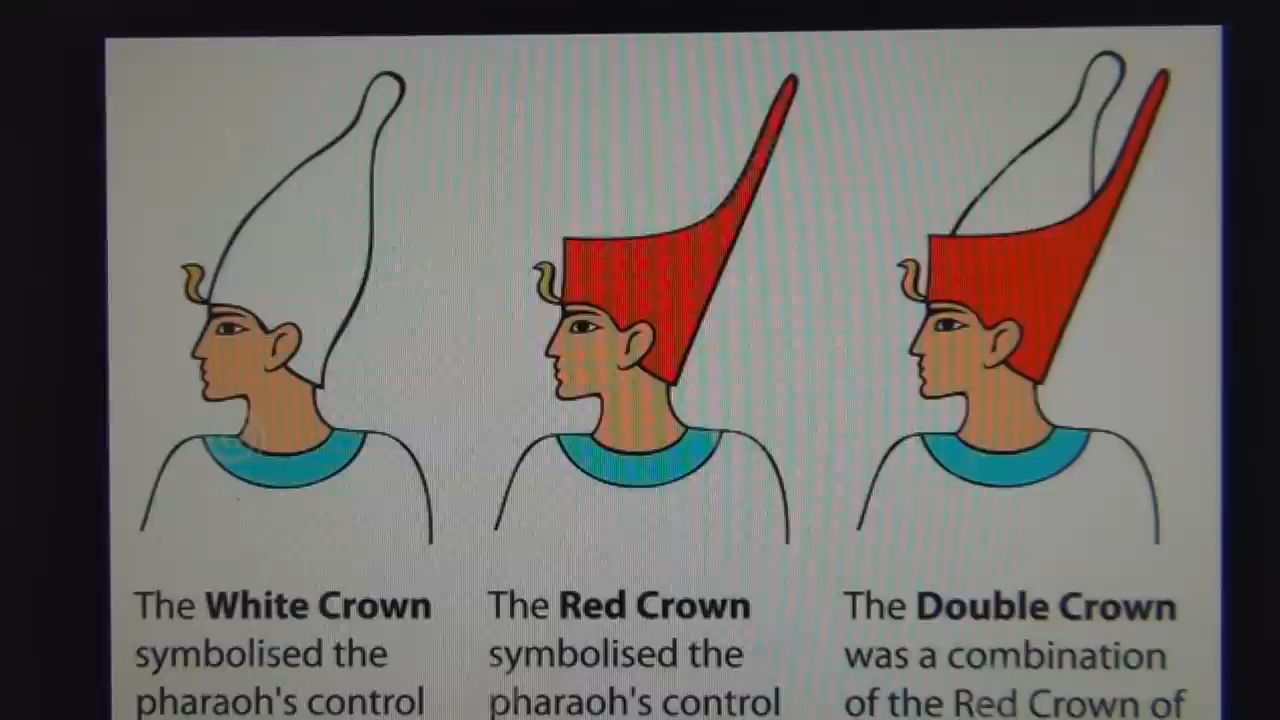 The White Crown
symbolised the
pharaoh's control
The Red Crown
symbolised the
pharaoh's control
The Double Crown
was a combination
of the Red Crown of